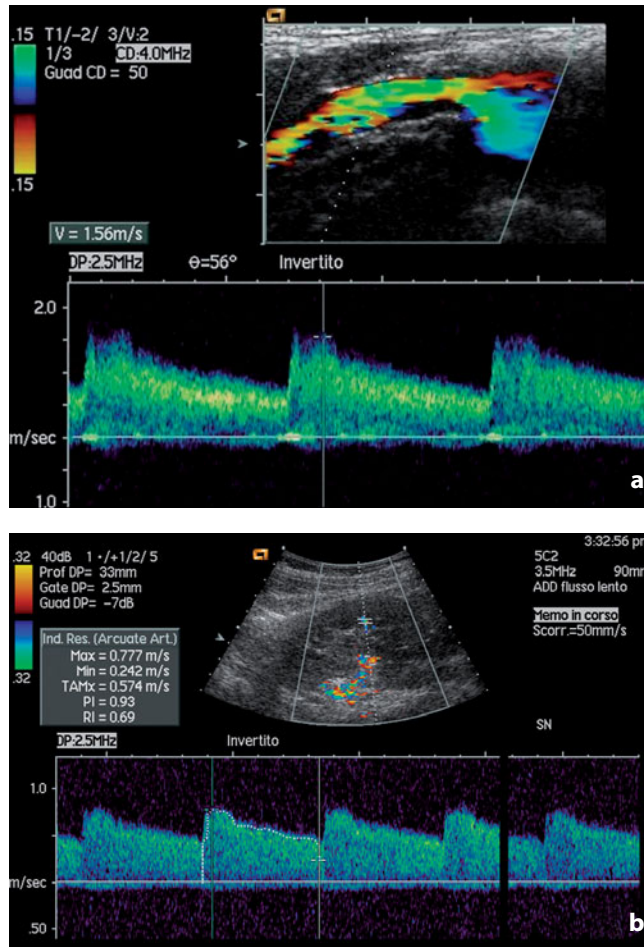 .15
T1/-2/ 3/V:2
1/3 CD:4.0MHz
Guad CD = 50
.15
V = 1.56m/s
DP:2.5MHz
Θ=56°
Invertito
2.0
m/sec
1.0
a
3:32:56 pm
.32
40dB 1 •/+1/2/ 5
Prof DP= 33mm
Gate DP= 2.5mm
Guad DP= -7dB
.32
5C2
3.5MHz 90mm
ADD flusso lento
Memo in corso
Scorr.=50mm/s
Ind. Res. (Arcuate Art.)
Max = 0.777 m/s
Min = 0.242 m/s
TAMx = 0.574 m/s
PI = 0.93
RI = 0.69
SN
DP:2.5MHz
Invertito
1.0
m/sec
.50
b